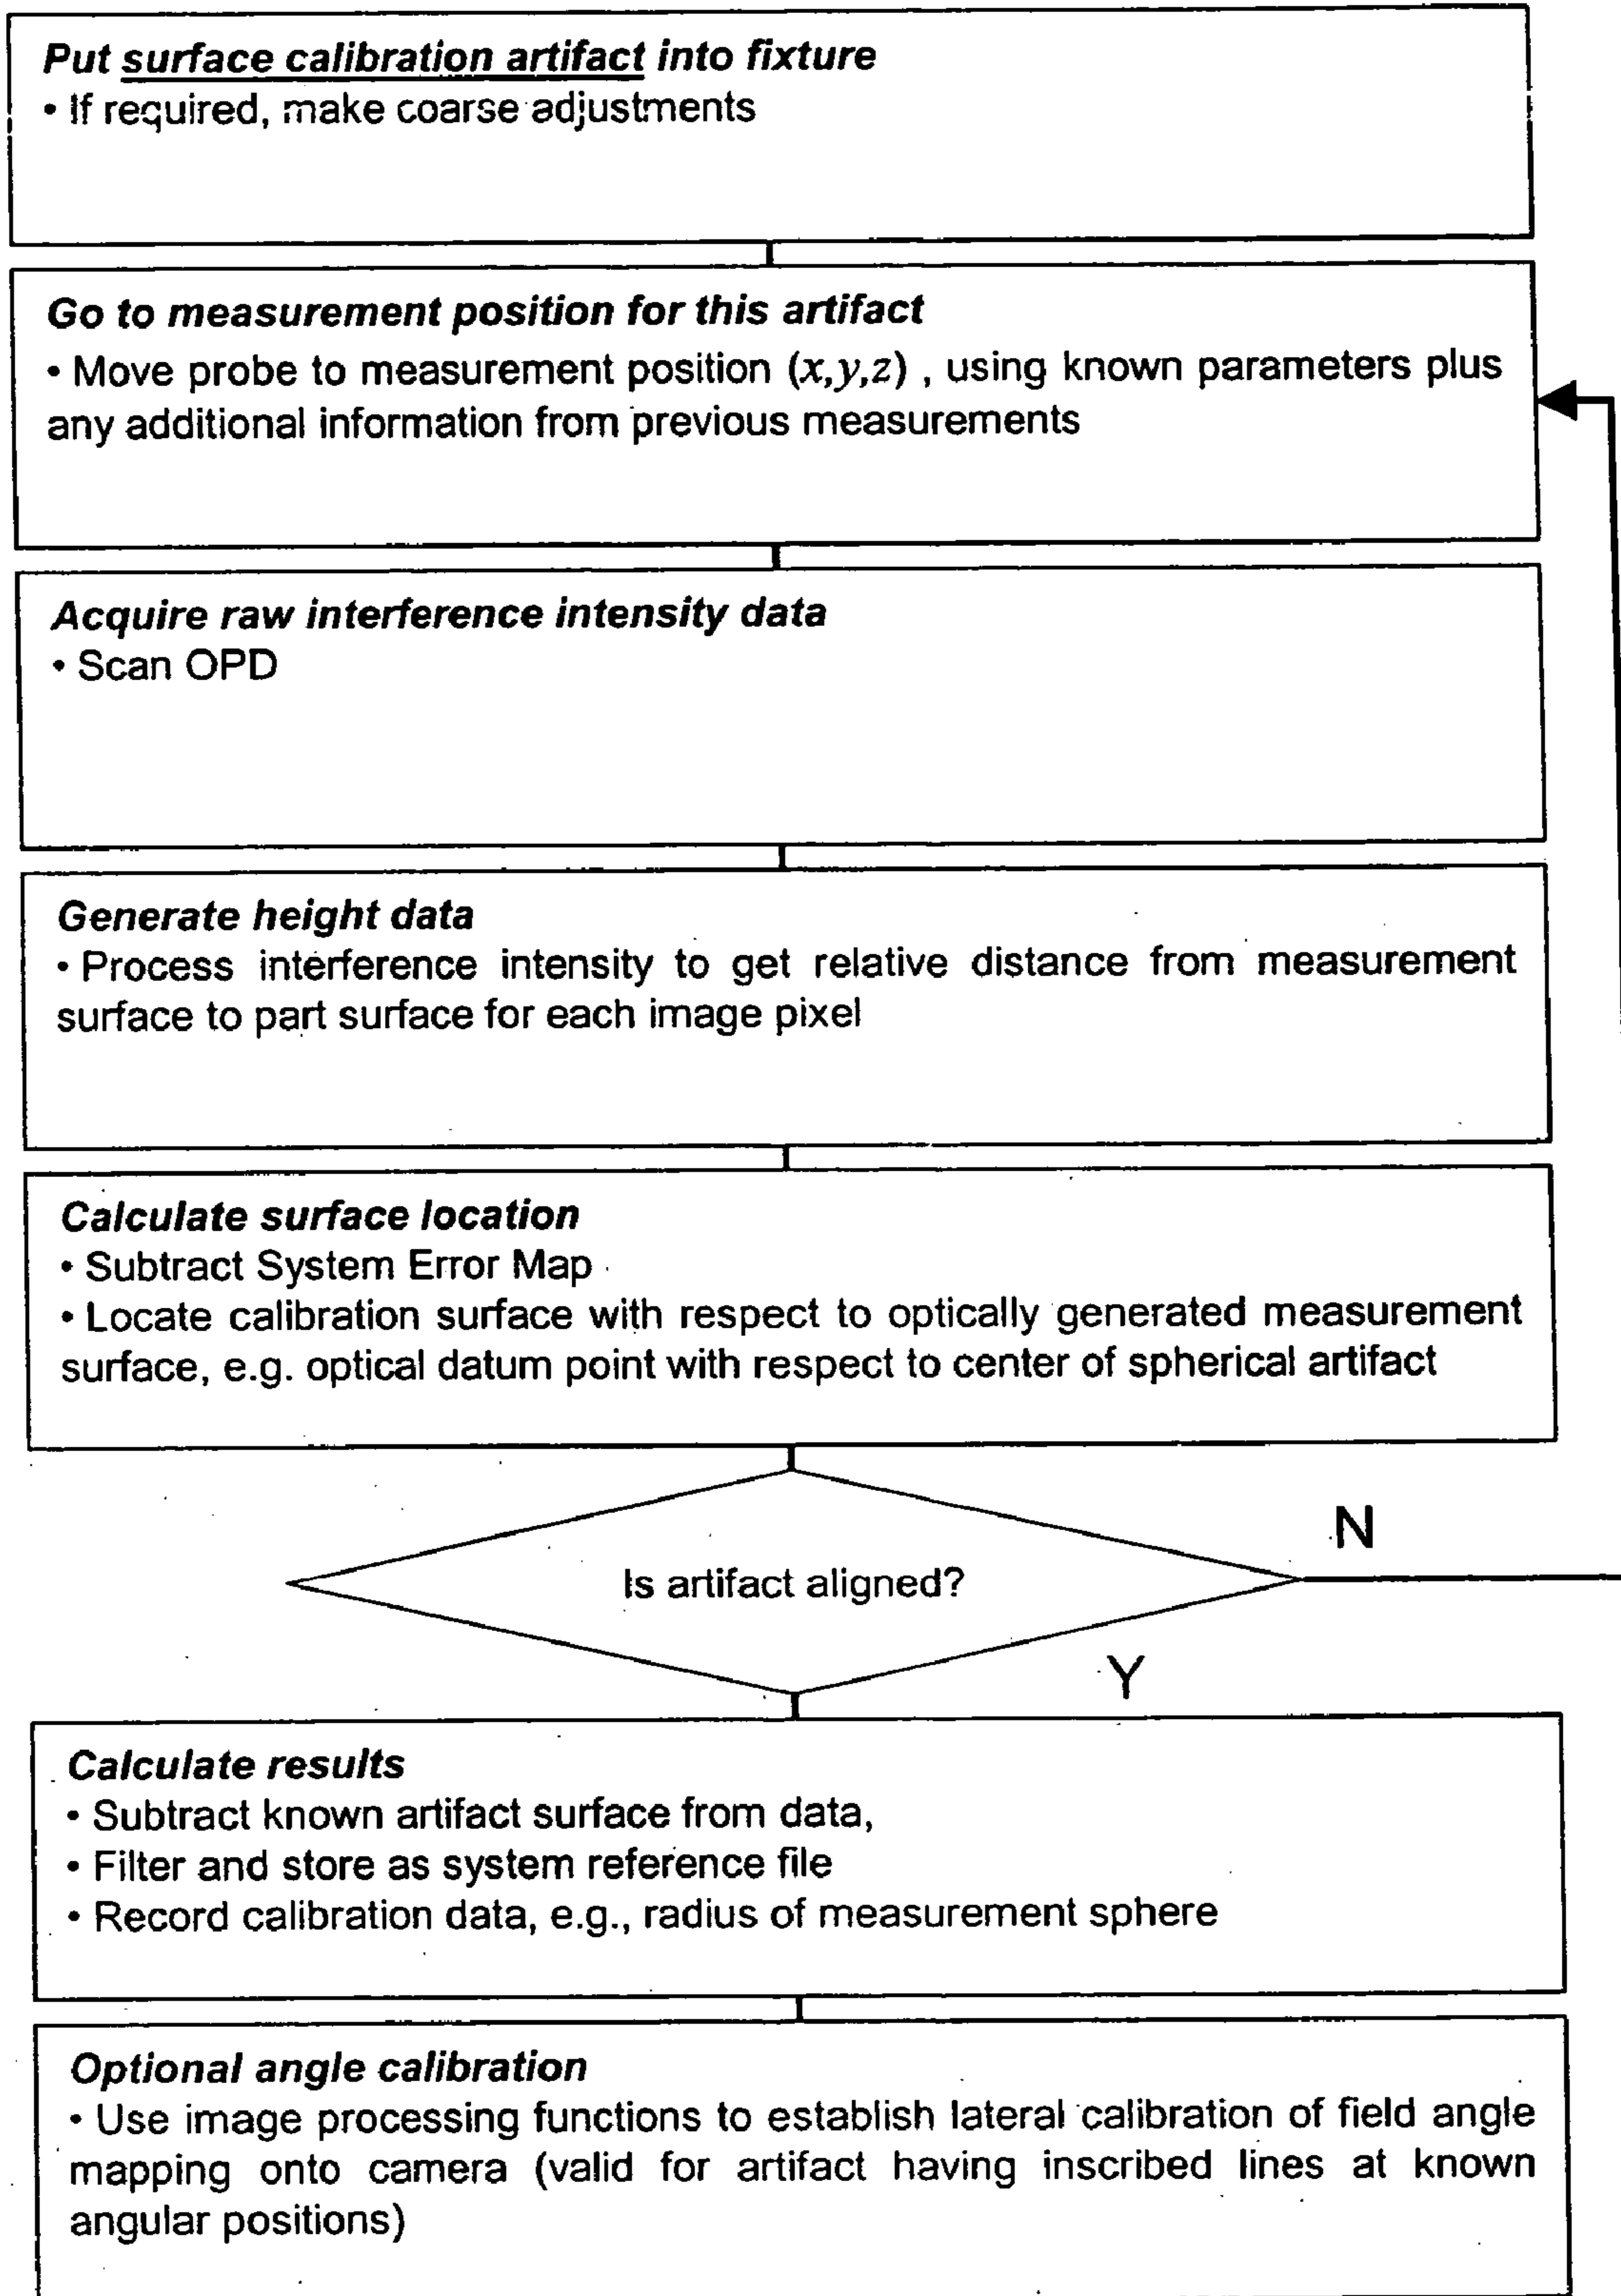 Put surface calibration artifact into fixture
• If required, make coarse adjustments
Go to measurement position for this artifact
• Move probe to measurement position (x,y,z) , using known parameters plus
any additional information from previous measurements
Acquire raw interference intensity data
• Scan OPD
Generate height data
• Process interference intensity to get relative distance from measurement
surface to part surface for each image pixel
Calculate surface location
• Subtract System Error Map
• Locate calibration surface with respect to optically generated measurement
surface, e.g. optical datum point with respect to center of spherical artifact
N
Is artifact aligned?
Y
Calculate results
• Subtract known artifact surface from data,
• Filter and store as system reference file
• Record calibration data, e.g., radius of measurement sphere
Optional angle calibration
• Use image processing functions to establish lateral calibration of field angle
mapping onto camera (valid for artifact having inscribed lines at known
angular positions)